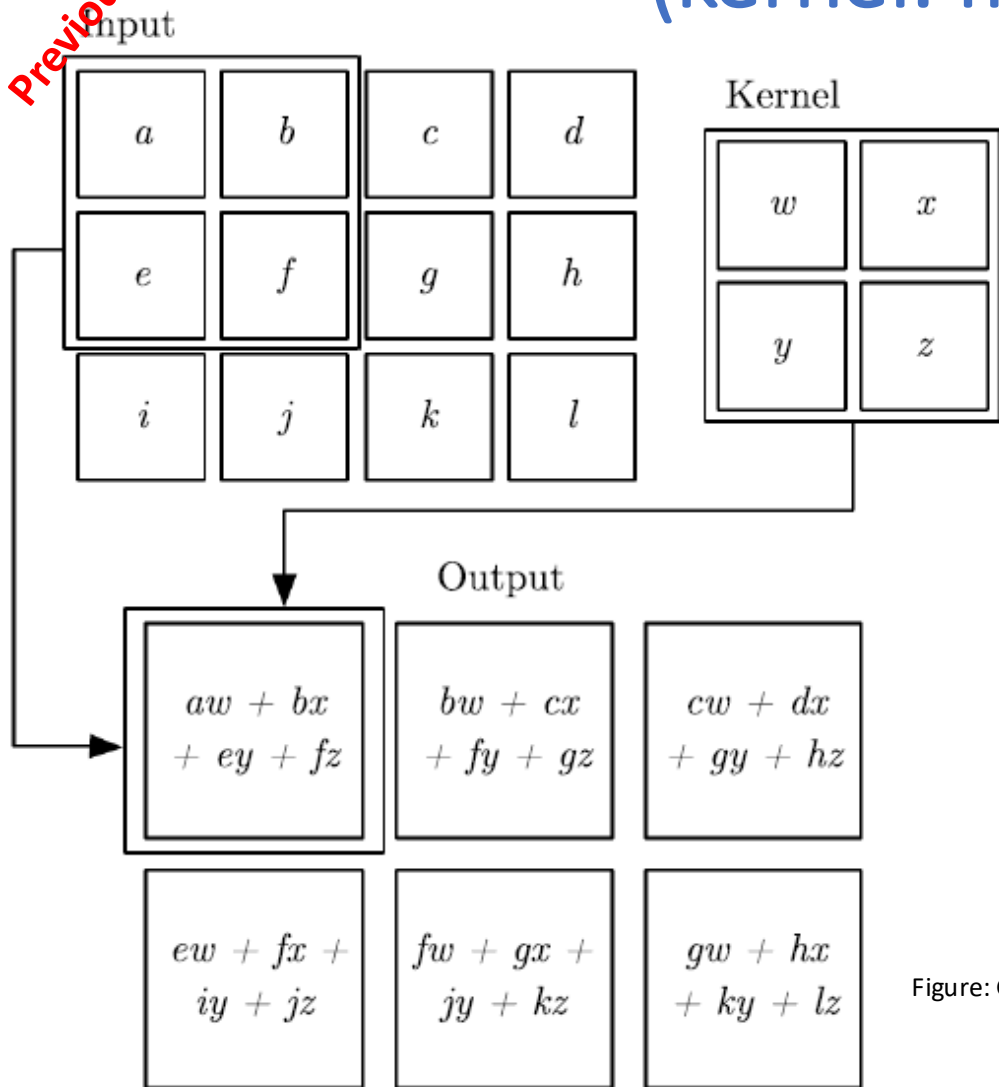 Previou
Input
a b c d
e f g h
i j k l
Kernel
w x
y z
Output
aw + bx
+ ey + fz
bw + cx
+ fy + gz
cw + dx
+ gy + hz
ew + fx +
iy + jz
fw + gx +
jy + kz
gw + hx
+ ky + lz
Figure: